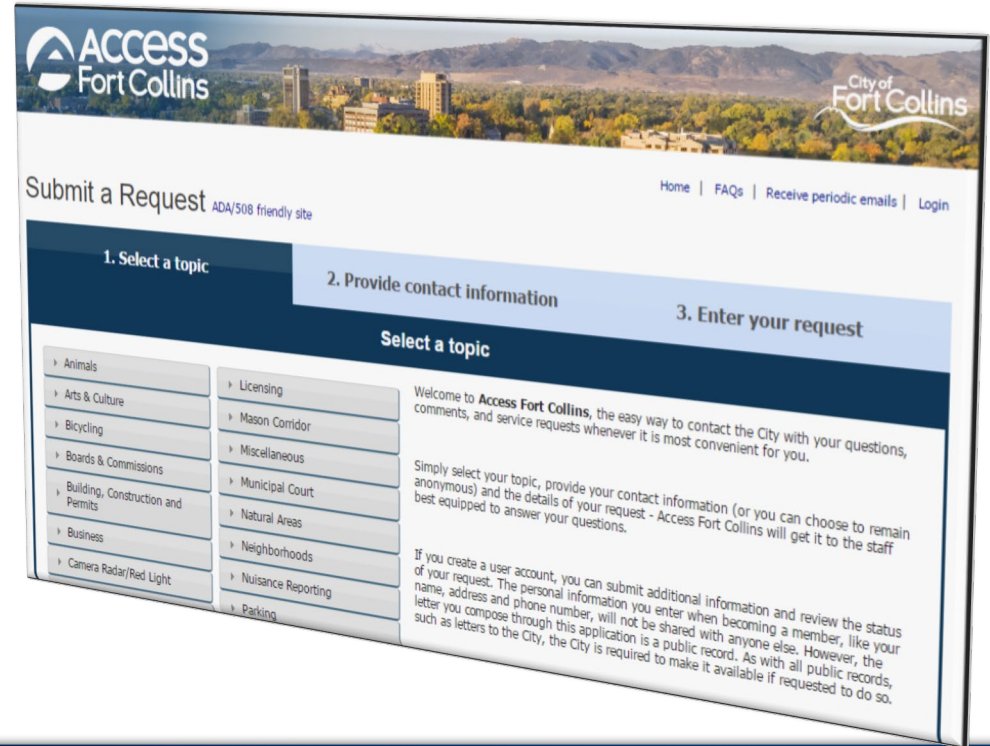 ACCESS
Fort Collins
City of
Fort Collins
Home | FAQs | Receive periodic emails | Login
Submit a Request ADA/508 friendly site
1. Select a topic
2. Provide contact information
3. Enter your request
Select a topic
Animals
Arts & Culture
Bicycling
Boards & Commissions
Building, Construction and
Permits
Business
Camera Radar/Red Light
Licensing
Mason Corridor
Miscellaneous
Municipal Court
Natural Areas
Neighborhoods
Nuisance Reporting
Parking
Welcome to Access Fort Collins, the easy way to contact the City with your questions,
comments, and service requests whenever it is most convenient for you.
Simply select your topic, provide your contact information (or you can choose to remain
anonymous) and the details of your request - Access Fort Collins will get it to the staff
best equipped to answer your questions.
If you create a user account, you can submit additional information and review the status
of your request. The personal information you enter when becoming a member, like your
name, address and phone number, will not be shared with anyone else. However, the
letter you compose through this application is a public record. As with all public records,
such as letters to the City, the City is required to make it available if requested to do so.